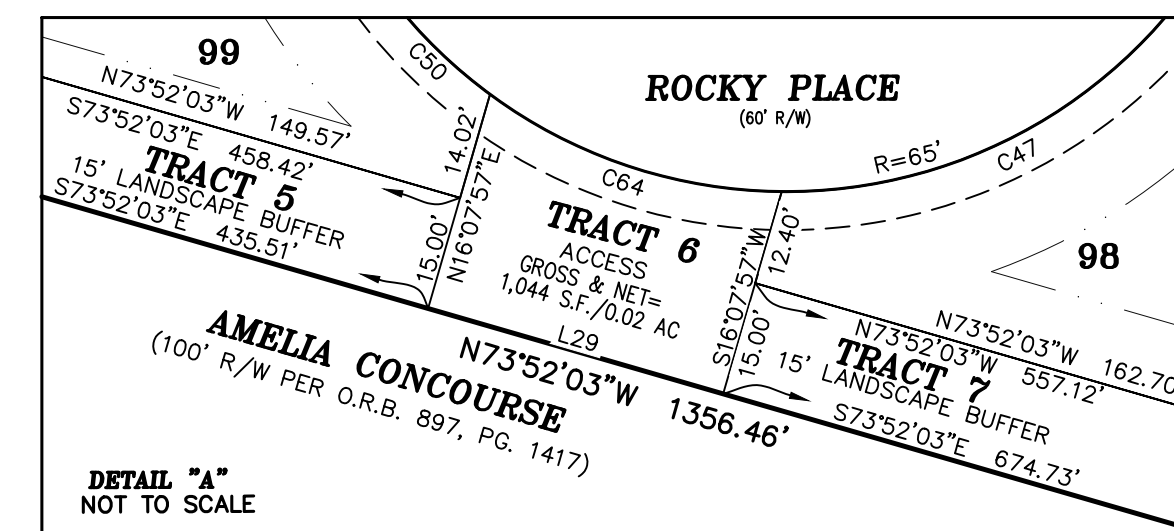 99
C50
ROCKY PLACE
(60' R/W)
R=65'
C47
C64
N73°52'03"W 149.57'
S73°52'03"E 458.42'
TRACT 5
15' LANDSCAPE BUFFER
S73°52'03"E 435.51'
14.02'
15.00'
N16°07'57"E
TRACT 6
ACCESS
GROSS & NET=
1,044 S.F./0.02 AC
L29
S16°07'57"W
12.40'
15.00'
98
N73°52'03"W 162.70
N73°52'03"W 557.12'
TRACT 7
15' LANDSCAPE BUFFER
S73°52'03"E 674.73'
AMELIA CONCOURSE
(100' R/W PER O.R.B. 897, PG. 1417)
N73°52'03"W 1356.46'
DETAIL "A"
NOT TO SCALE